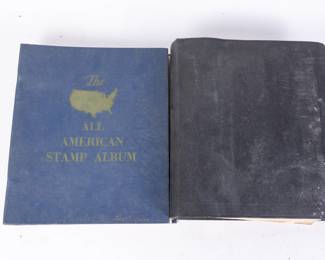 The
ALL
AMERICAN
STAMP ALBUM